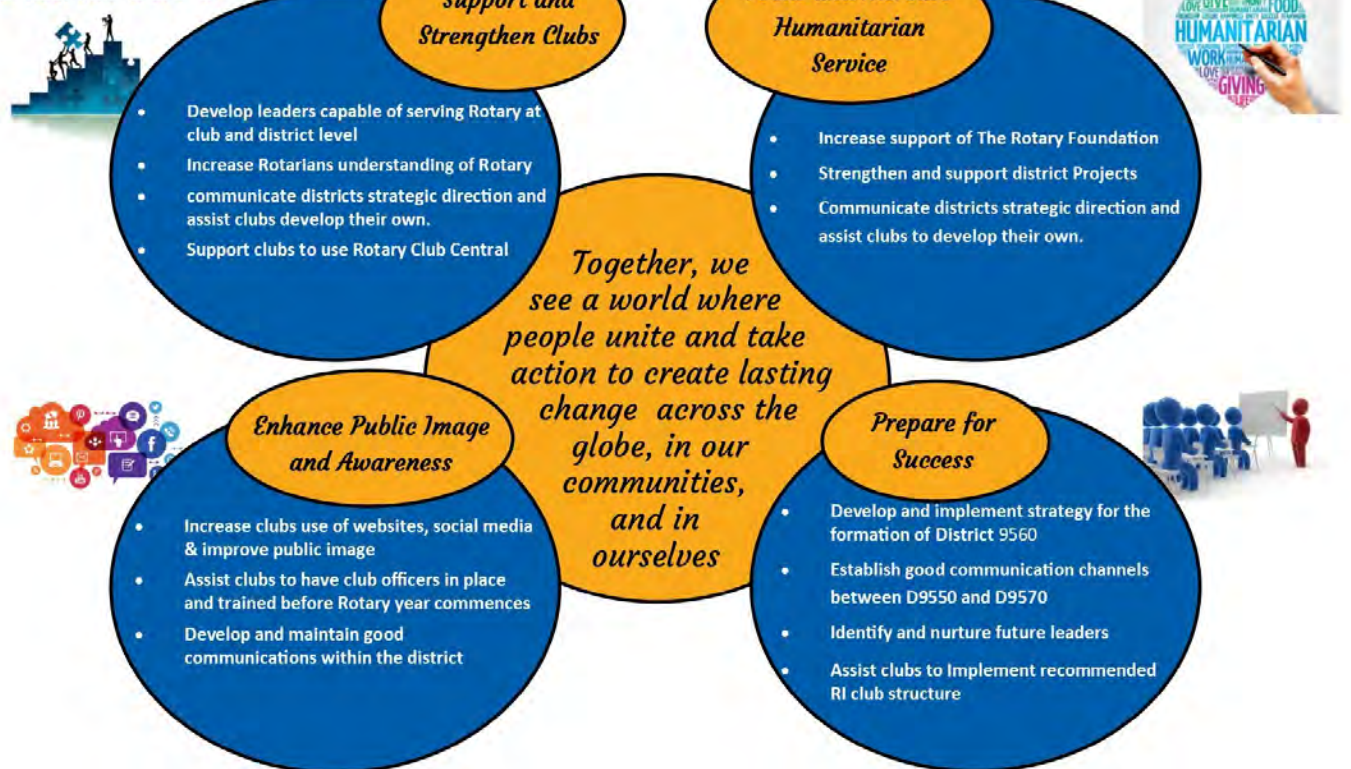 Support and
Strengthen Clubs
Humanitarian
Service
HUMANITARIAN
WORK
LOVE
GIVING
LIFE
LOVE GIVE FOOD
• Develop leaders capable of serving Rotary at
club and district level
• Increase Rotarians understanding of Rotary
• communicate districts strategic direction and
assist clubs develop their own.
• Support clubs to use Rotary Club Central
• Increase support of The Rotary Foundation
• Strengthen and support district Projects
• Communicate districts strategic direction and
assist clubs to develop their own.
Together, we
see a world where
people unite and take
action to create lasting
change across the
globe, in our
communities,
and in
ourselves
Enhance Public Image
and Awareness
• Increase clubs use of websites, social media
& improve public image
• Assist clubs to have club officers in place
and trained before Rotary year commences
• Develop and maintain good
communications within the district
Prepare for
Success
• Develop and implement strategy for the
formation of District 9560
• Establish good communication channels
between D9550 and D9570
• Identify and nurture future leaders
• Assist clubs to Implement recommended
RI club structure